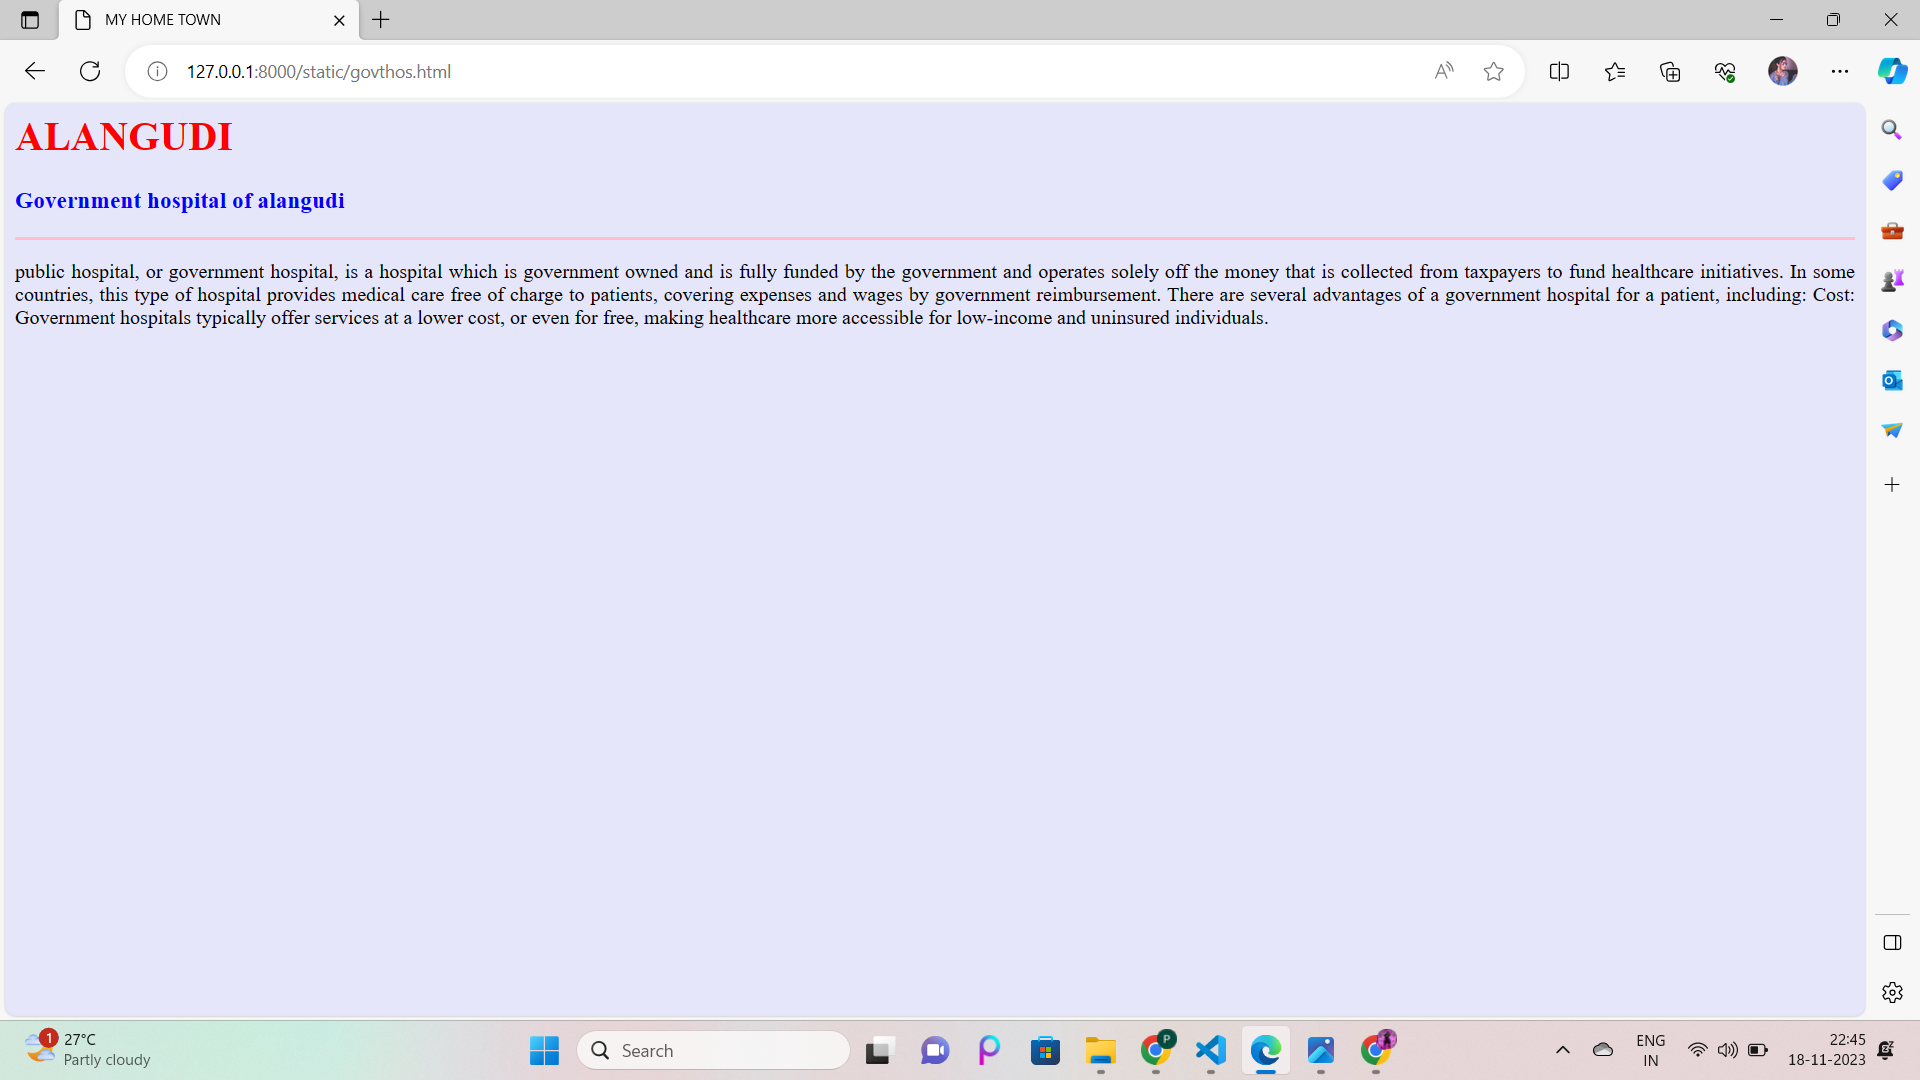 MY HOME TOWN
127.0.0.1:8000/static/govthos.html
ALANGUDI
Government hospital of alangudi
public hospital, or government hospital, is a hospital which is government owned and is fully funded by the government and operates solely off the money that is collected from taxpayers to fund healthcare initiatives. In some
countries, this type of hospital provides medical care free of charge to patients, covering expenses and wages by government reimbursement. There are several advantages of a government hospital for a patient, including: Cost:
Government hospitals typically offer services at a lower cost, or even for free, making healthcare more accessible for low-income and uninsured individuals.
1
27°C
Partly cloudy
Search
P
ENG
IN
22:45
18-11-2023